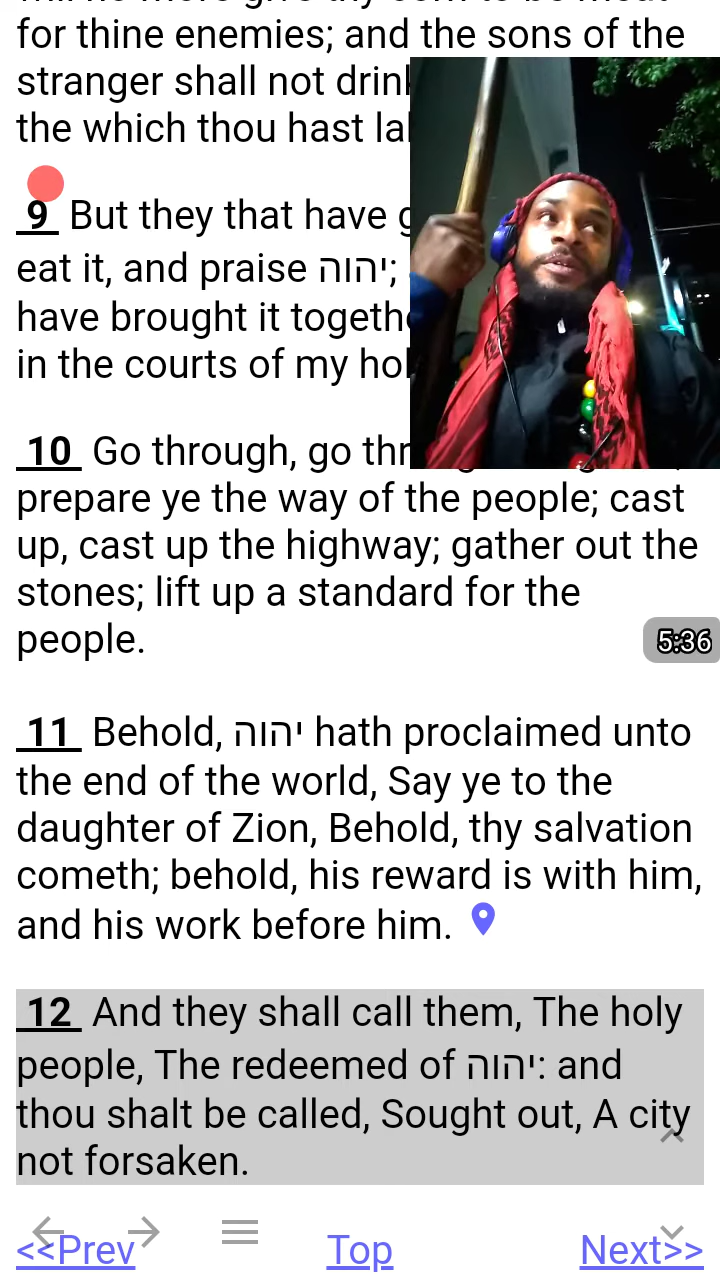 for thine enemies; and the sons of the
stranger shall not drink
the which thou hast la
9 But they that have g
eat it, and praise יהוה;
have brought it togeth
in the courts of my hol
10 Go through, go thr
prepare ye the way of the people; cast
up, cast up the highway; gather out the
stones; lift up a standard for the
people.
5:36
11 Behold, יהוה hath proclaimed unto
the end of the world, Say ye to the
daughter of Zion, Behold, thy salvation
cometh; behold, his reward is with him,
and his work before him.
12 And they shall call them, The holy
people, The redeemed of יהוה: and
thou shalt be called, Sought out, A city
not forsaken.
<<Prev Top Next>>